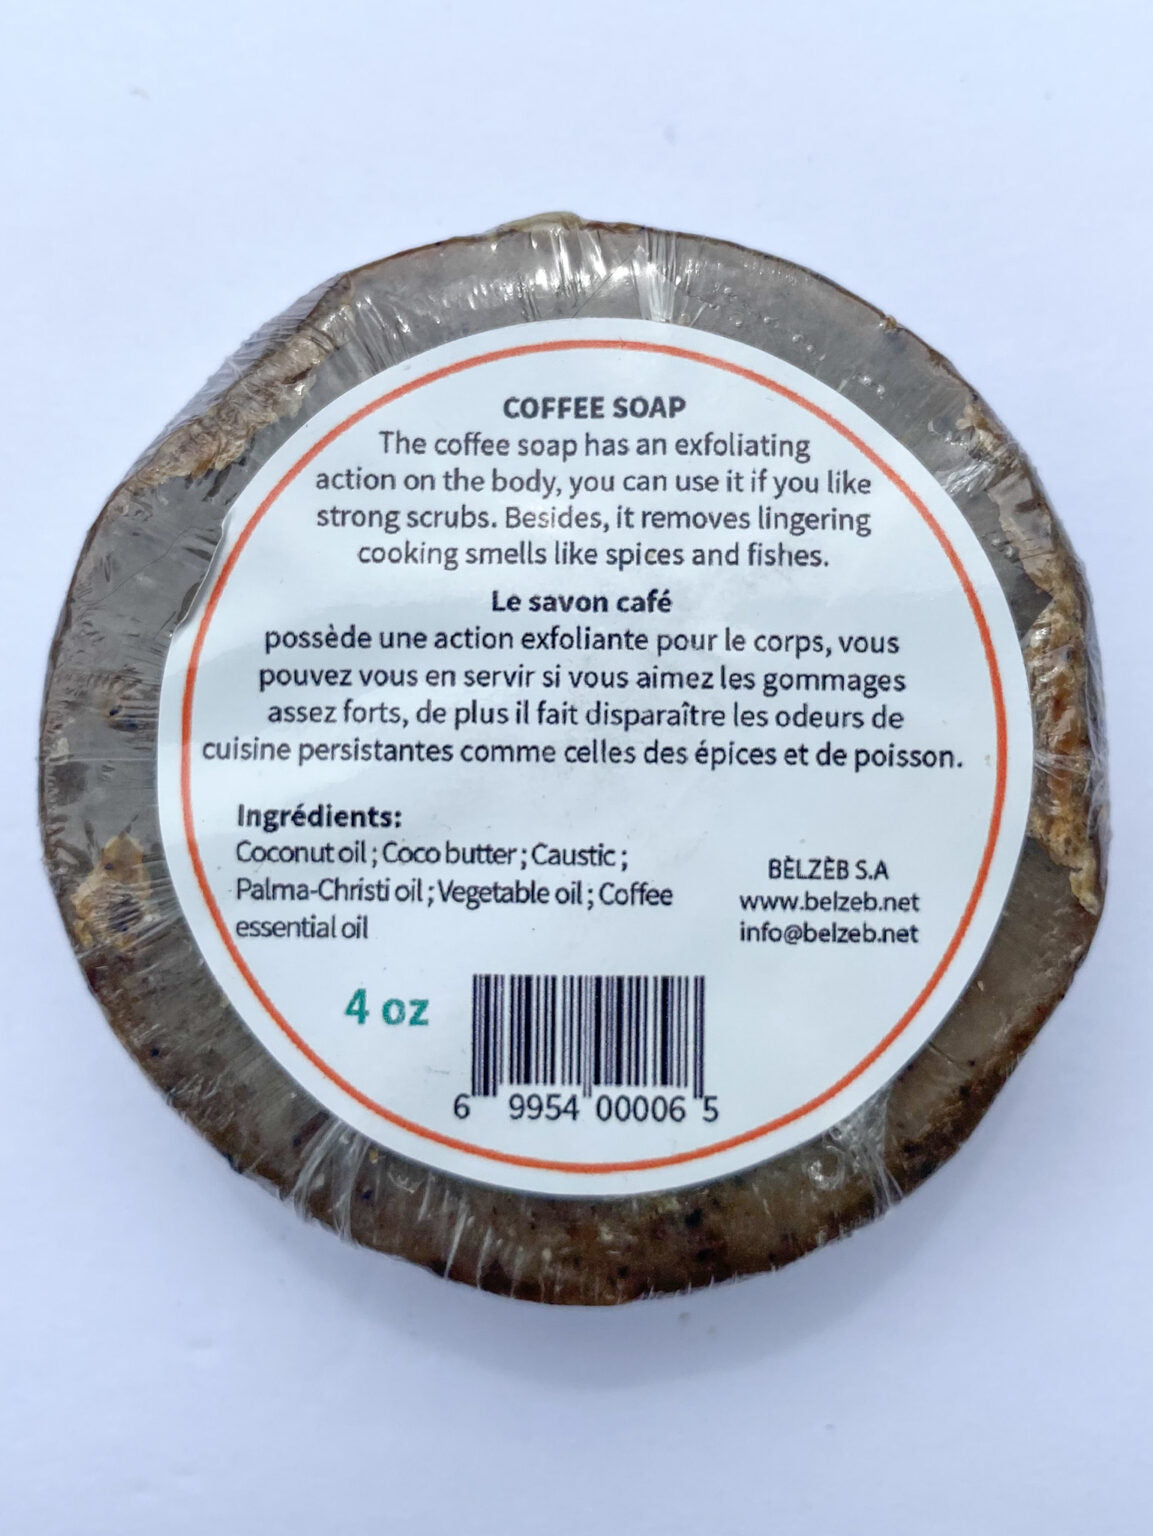 COFFEE SOAP
The coffee soap has an exfoliating
action on the body, you can use it if you like
strong scrubs. Besides, it removes lingering
cooking smells like spices and fishes.
Le savon café
possède une action exfoliante pour le corps, vous
pouvez vous en servir si vous aimez les gommages
assez forts, de plus il fait disparaître les odeurs de
cuisine persistantes comme celles des épices et de poisson.
Ingrédients:
Coconut oil ; Coco butter ; Caustic ;
Palma-Christi oil ; Vegetable oil ; Coffee
essential oil
BÈLZÈB S.A
www.belzeb.net
info@belzeb.net
4 oz
6 9954 00006 5